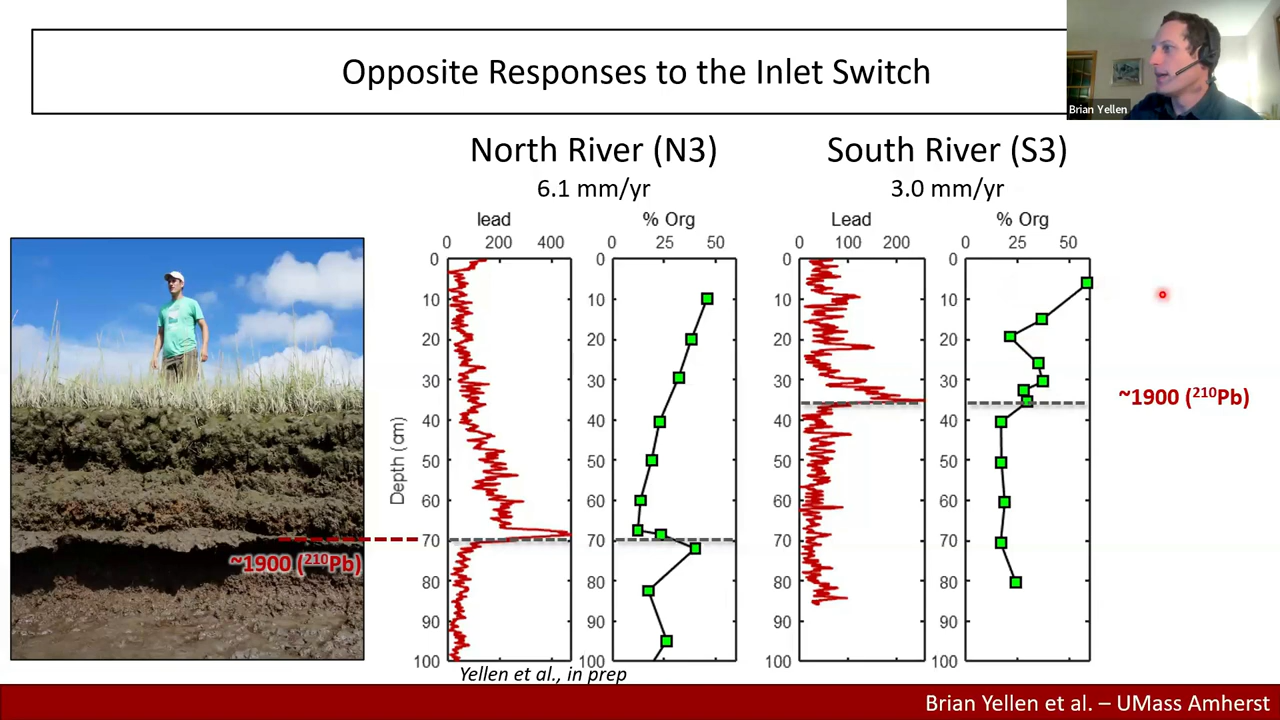 Opposite Responses to the Inlet Switch
Brian Yellen
North River (N3)
6.1 mm/yr
South River (S3)
3.0 mm/yr
lead
% Org
Lead
% Org
0 200 400
0 25 50
0 100 200
0 25 50
Depth (cm)
0
10
20
30
40
50
60
70
80
90
100
0
10
20
30
40
50
60
70
80
90
100
0
10
20
30
40
50
60
70
80
90
100
0
10
20
30
40
50
60
70
80
90
100
~1900 (²¹⁰Pb)
~1900 (²¹⁰Pb)
Yellen et al., in prep
Brian Yellen et al. – UMass Amherst